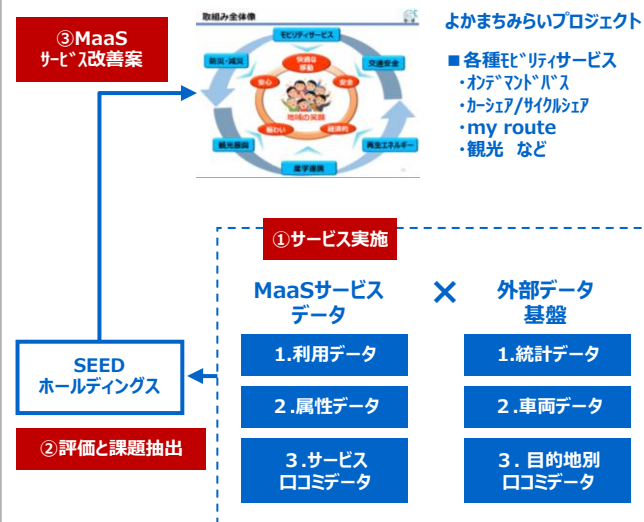 ③MaaS
ｻｰﾋﾞｽ改善案
取組み全体像
モビリティサービス
防災・減災
快適な
移動
交通安全
安心
安全
地域の笑顔
賑わい
経済的
観光振興
再生エネルギー
産学連携
よかまちみらいプロジェクト
■各種ﾓﾋﾞﾘﾃｨサービス
・ｵﾝﾃﾞﾏﾝﾄﾞﾊﾞｽ
・ｶｰｼｪｱ/ｻｲｸﾙｼｪｱ
・my route
・観光 など
①サービス実施
MaaSサービス
データ
×
外部データ
基盤
1.利用データ
2.属性データ
3.サービス
口コミデータ
1.統計データ
2.車両データ
3. 目的地別
口コミデータ
SEED
ホールディングス
②評価と課題抽出